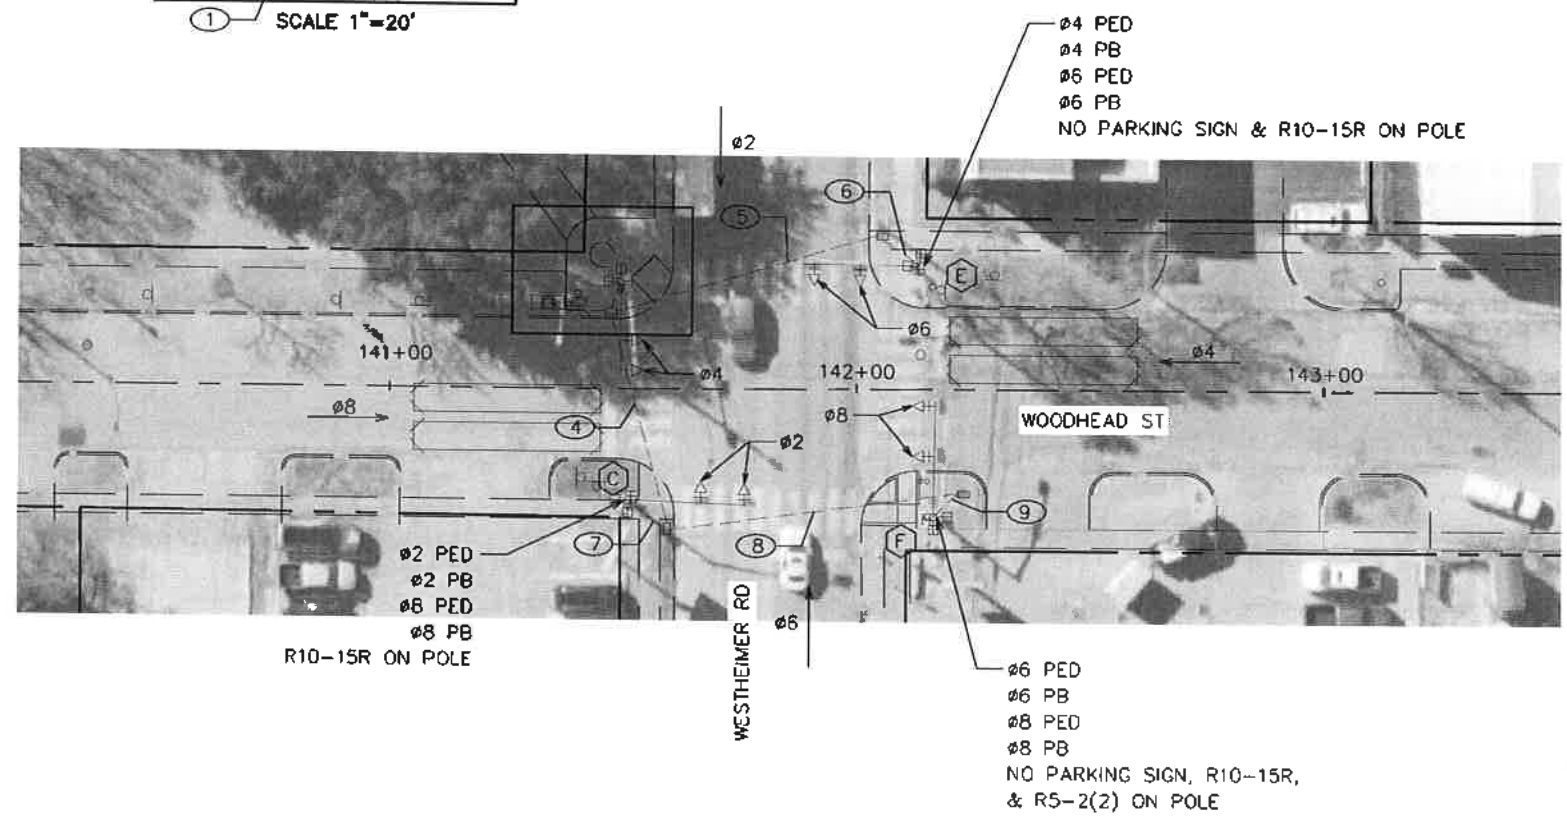 1
SCALE 1"=20'
ø4 PED
ø4 PB
ø6 PED
ø6 PB
NO PARKING SIGN & R10-15R ON POLE
ø2
6
5
E
ø6
141+00
ø4
142+00
ø4
143+00
ø8
ø8
WOODHEAD ST
4
ø2
C
9
7
8
F
ø2 PED
ø2 PB
ø8 PED
ø8 PB
R10-15R ON POLE
WESTHEIMER RD
ø6
ø6 PED
ø6 PB
ø8 PED
ø8 PB
NO PARKING SIGN, R10-15R,
& R5-2(2) ON POLE